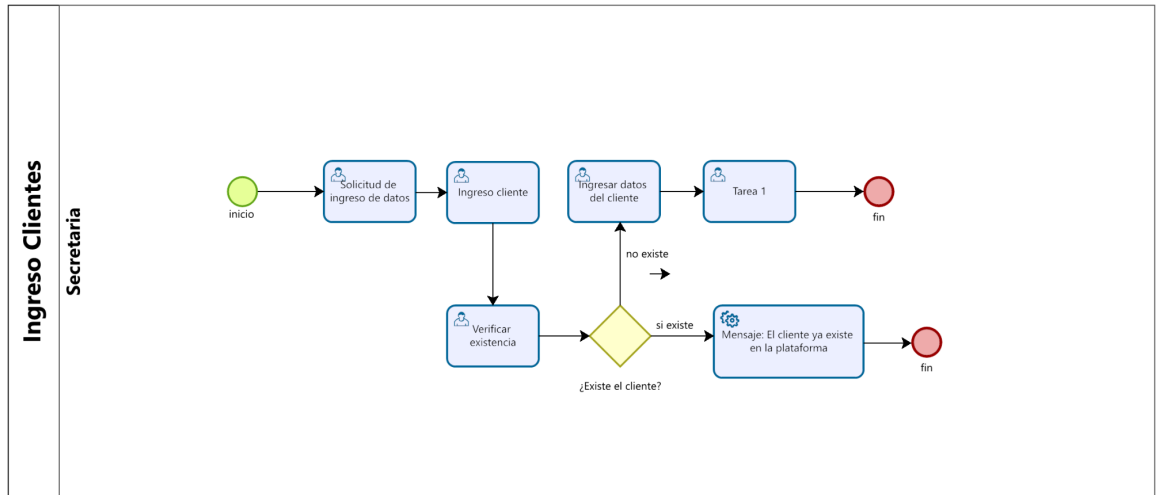 Ingreso Clientes
Secretaria
inicio
Solicitud de
ingreso de datos
Ingreso cliente
Ingresar datos
del cliente
Tarea 1
fin
no existe
Verificar
existencia
¿Existe el cliente?
si existe
Mensaje: El cliente ya existe
en la plataforma
fin